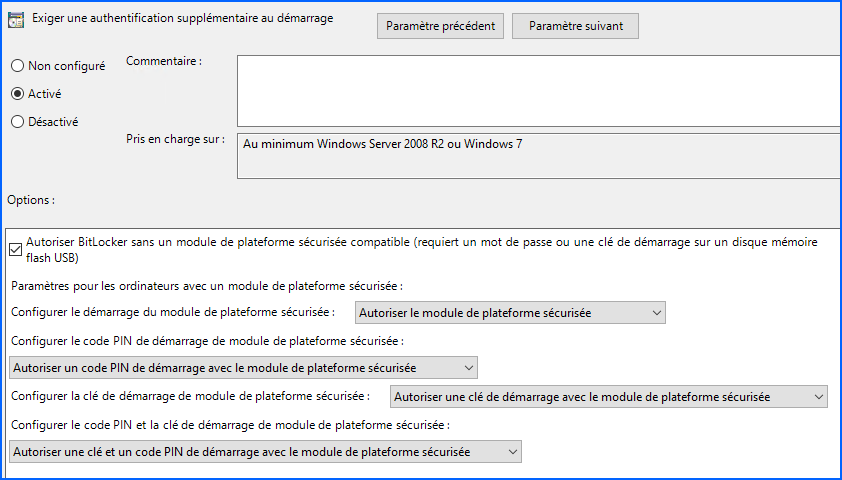 Exiger une authentification supplémentaire au démarrage
Paramètre précédent
Paramètre suivant
Non configuré
Commentaire :
Activé
Désactivé
Pris en charge sur :
Au minimum Windows Server 2008 R2 ou Windows 7
Options :
Autoriser BitLocker sans un module de plateforme sécurisée compatible (requiert un mot de passe ou une clé de démarrage sur un disque mémoire
flash USB)
Paramètres pour les ordinateurs avec un module de plateforme sécurisée :
Configurer le démarrage du module de plateforme sécurisée :
Autoriser le module de plateforme sécurisée
Configurer le code PIN de démarrage de module de plateforme sécurisée :
Autoriser un code PIN de démarrage avec le module de plateforme sécurisée
Configurer la clé de démarrage de module de plateforme sécurisée :
Autoriser une clé de démarrage avec le module de plateforme sécurisée
Configurer le code PIN et la clé de démarrage de module de plateforme sécurisée :
Autoriser une clé et un code PIN de démarrage avec le module de plateforme sécurisée